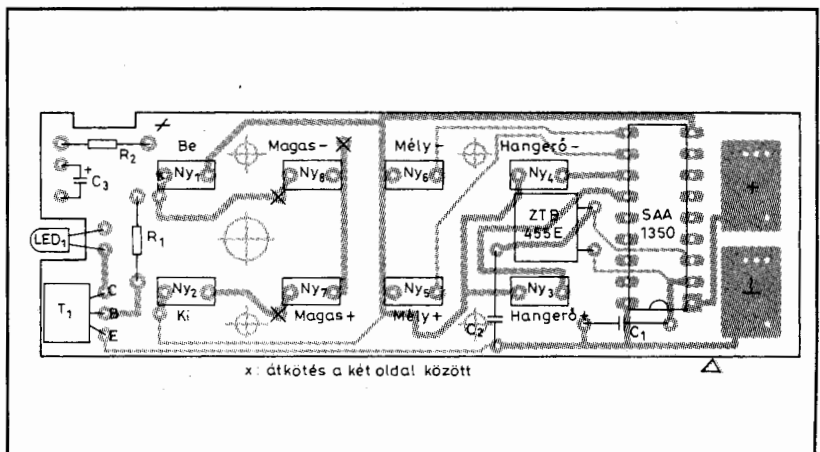 Be
Magas-
Mély-
Hangerő-
R2
C3
+
Ny1
Ny8
Ny6
Ny4
ZTB
455E
SAA
1350
+
LED1
R1
T1
C
B
E
Ny2
Ny7
Ny5
Ny3
Ki
Magas+
Mély+
C2
Hangerő+
C1
⊥
x: átkötés a két oldal között